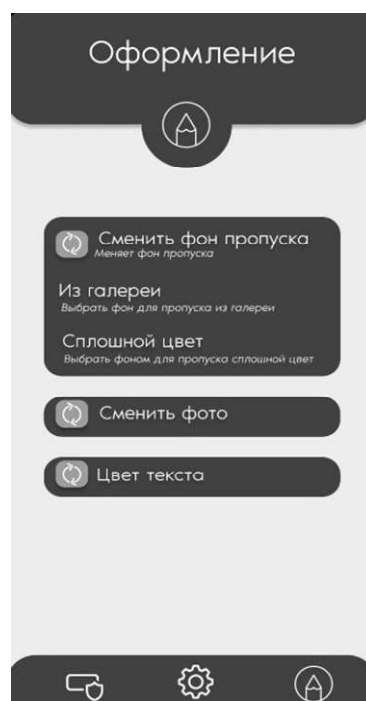 Оформление
Сменить фон пропуска
Меняет фон пропуска
Из галереи
Выбрать фон для пропуска из галереи
Сплошной цвет
Выбрать фоном для пропуска сплошной цвет
Сменить фото
Цвет текста